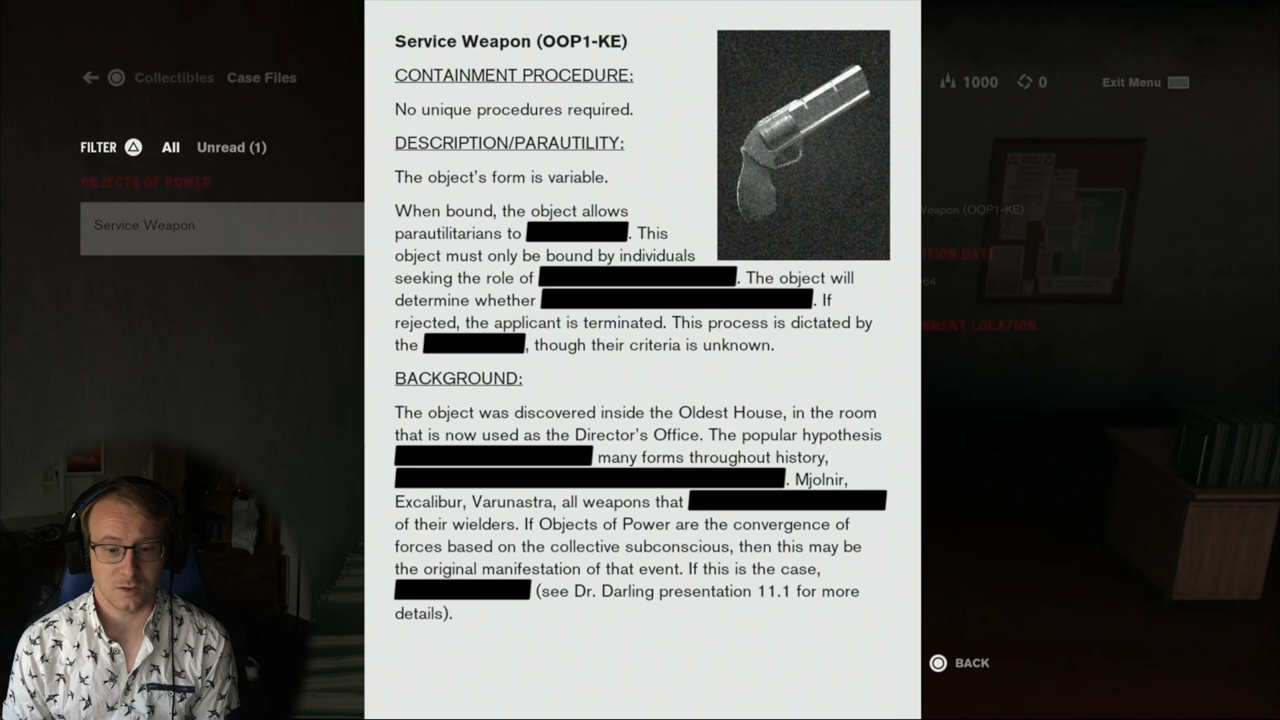 Service Weapon (OOP1-KE)
CONTAINMENT PROCEDURE:
No unique procedures required.
DESCRIPTION/PARAUTILITY:
The object's form is variable.
When bound, the object allows
parautilitarians to . This
object must only be bound by individuals
seeking the role of . The object will
determine whether . If
rejected, the applicant is terminated. This process is dictated by
the , though their criteria is unknown.
BACKGROUND:
The object was discovered inside the Oldest House, in the room
that is now used as the Director's Office. The popular hypothesis
many forms throughout history,
. Mjolnir,
Excalibur, Varunastra, all weapons that
of their wielders. If Objects of Power are the convergence of
forces based on the collective subconscious, then this may be
the original manifestation of that event. If this is the case,
(see Dr. Darling presentation 11.1 for more
details).
Collectibles Case Files
FILTER All Unread (1)
OBJECTS OF POWER
Service Weapon
1000 0 Exit Menu
Weapon (OOP1-KE)
BACK